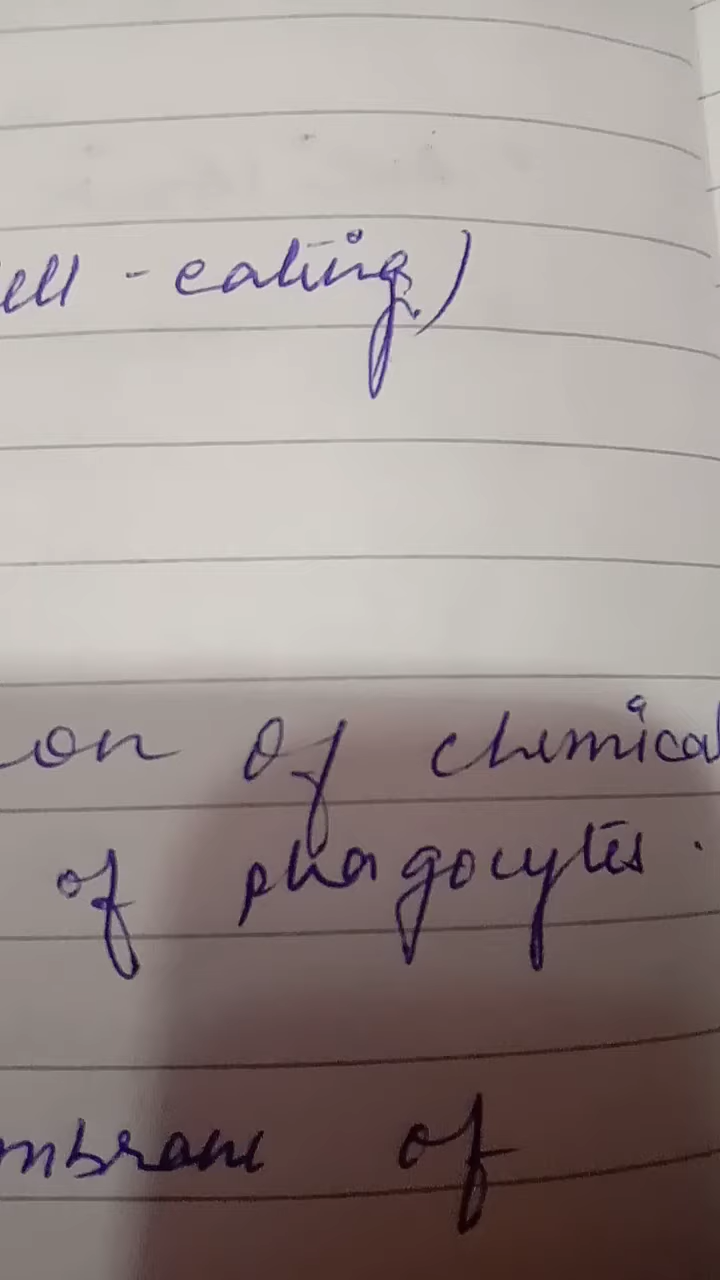 ell - eating)
on of chemical
of phagocytes.
mbrane of